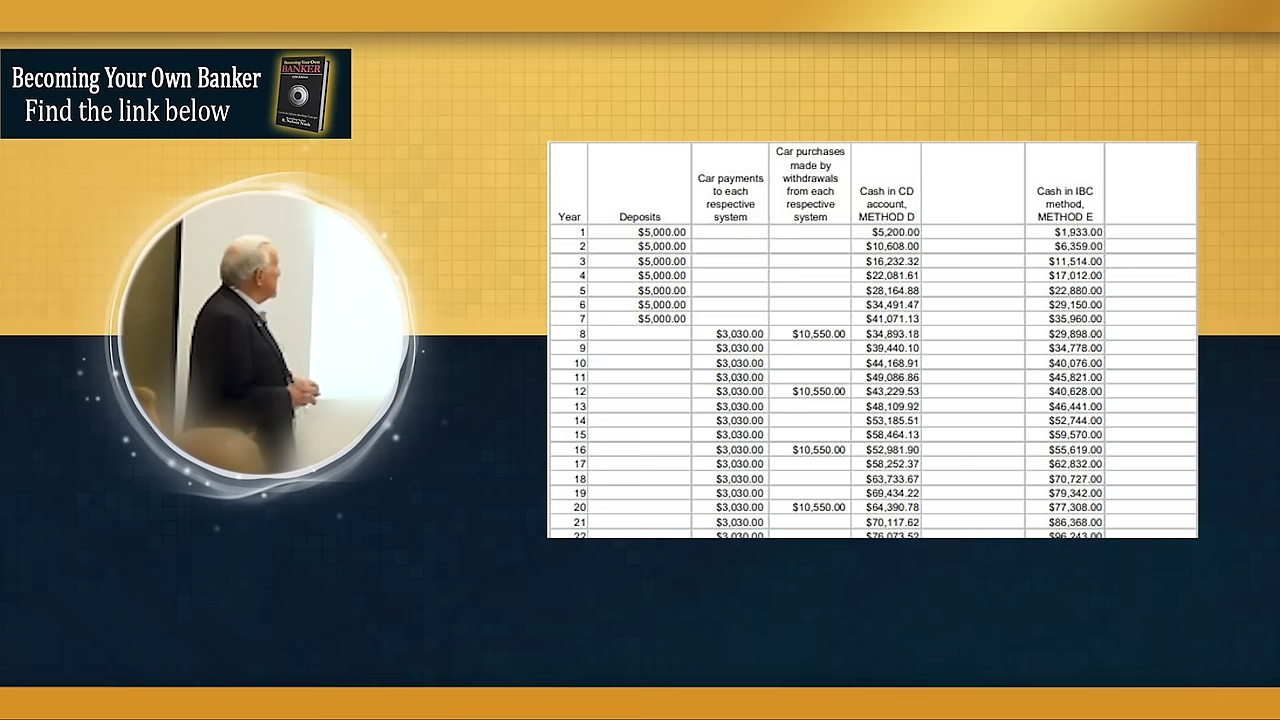 Becoming Your Own Banker
Find the link below
Becoming Your Own
BANKER
Year Deposits Car payments to each respective system Car purchases made by withdrawals from each respective system Cash in CD account, METHOD D Cash in IBC method, METHOD E
1 $5,000.00 $5,200.00 $1,933.00
2 $5,000.00 $10,608.00 $6,359.00
3 $5,000.00 $16,232.32 $11,514.00
4 $5,000.00 $22,081.61 $17,012.00
5 $5,000.00 $28,164.88 $22,880.00
6 $5,000.00 $34,491.47 $29,150.00
7 $5,000.00 $41,071.13 $35,960.00
8 $3,030.00 $10,550.00 $34,893.18 $29,898.00
9 $3,030.00 $39,440.10 $34,778.00
10 $3,030.00 $44,168.91 $40,076.00
11 $3,030.00 $49,086.86 $45,821.00
12 $3,030.00 $10,550.00 $43,229.53 $40,628.00
13 $3,030.00 $48,109.92 $46,441.00
14 $3,030.00 $53,185.51 $52,744.00
15 $3,030.00 $58,464.13 $59,570.00
16 $3,030.00 $10,550.00 $52,981.90 $55,619.00
17 $3,030.00 $58,252.37 $62,832.00
18 $3,030.00 $63,733.67 $70,727.00
19 $3,030.00 $69,434.22 $79,342.00
20 $3,030.00 $10,550.00 $64,390.78 $77,308.00
21 $3,030.00 $70,117.62 $86,368.00
22 $3,030.00 $76,073.52 $96,243.00